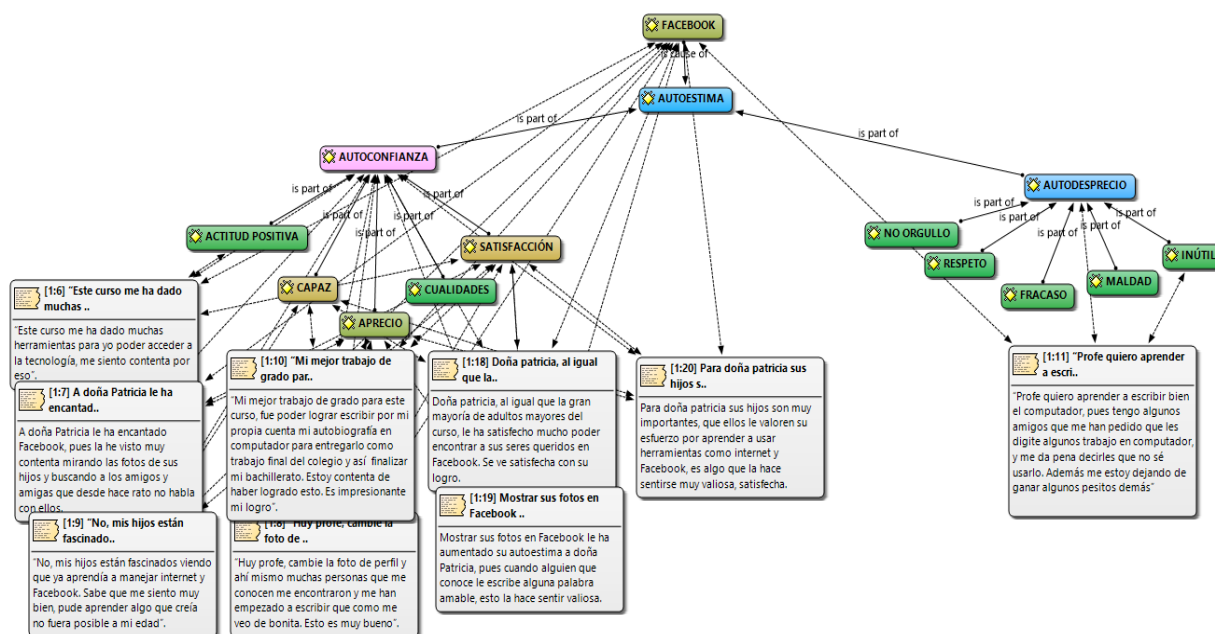 FACEBOOK
is cause of
AUTOESTIMA
is part of
is part of
AUTOCONFIANZA
AUTODESPRECIO
is part of
is part of
is part of
is part of
is part of
is part of
is part of
is part of
is part of
is part of
ACTITUD POSITIVA
SATISFACCIÓN
NO ORGULLO
RESPETO
INÚTIL
MALDAD
FRACASO
CAPAZ
CUALIDADES
APRECIO
[1:6] "Este curso me ha dado
muchas ..
"Este curso me ha dado muchas
herramientas para yo poder acceder a
la tecnología, me siento contenta por
eso".
[1:7] A doña Patricia le ha
encantad..
A doña Patricia le ha encantado
Facebook, pues la he visto muy
contenta mirando las fotos de sus
hijos y buscando a los amigos y
amigas que desde hace rato no habla
con ellos.
[1:9] "No, mis hijos están
fascinado..
"No, mis hijos están fascinados viendo
que ya aprendía a manejar internet y
Facebook. Sabe que me siento muy
bien, pude aprender algo que creía
no fuera posible a mi edad".
[1:10] "Mi mejor trabajo de
grado par..
"Mi mejor trabajo de grado para este
curso, fue poder lograr escribir por mi
propia cuenta mi autobiografía en
computador para entregarlo como
trabajo final del colegio y así finalizar
mi bachillerato. Estoy contenta de
haber logrado esto. Es impresionante
mi logro".
[1:8] "Huy profe, cambie la
foto de ..
"Huy profe, cambie la foto de perfil y
ahí mismo muchas personas que me
conocen me encontraron y me han
empezado a escribir que como me
veo de bonita. Esto es muy bueno".
[1:18] Doña patricia, al igual
que la..
Doña patricia, al igual que la gran
mayoría de adultos mayores del
curso, le ha satisfecho mucho poder
encontrar a sus seres queridos en
Facebook. Se ve satisfecha con su
logro.
[1:19] Mostrar sus fotos en
Facebook ..
Mostrar sus fotos en Facebook le ha
aumentado su autoestima a doña
Patricia, pues cuando alguien que
conoce le escribe alguna palabra
amable, esto la hace sentir valiosa.
[1:20] Para doña patricia sus
hijos s..
Para doña patricia sus hijos son muy
importantes, que ellos le valoren su
esfuerzo por aprender a usar
herramientas como internet y
Facebook, es algo que la hace
sentirse muy valiosa, satisfecha.
[1:11] "Profe quiero aprender
a escri..
"Profe quiero aprender a escribir bien
el computador, pues tengo algunos
amigos que me han pedido que les
digite algunos trabajo en computador,
y me da pena decirles que no sé
usarlo. Además me estoy dejando de
ganar algunos pesitos demás"